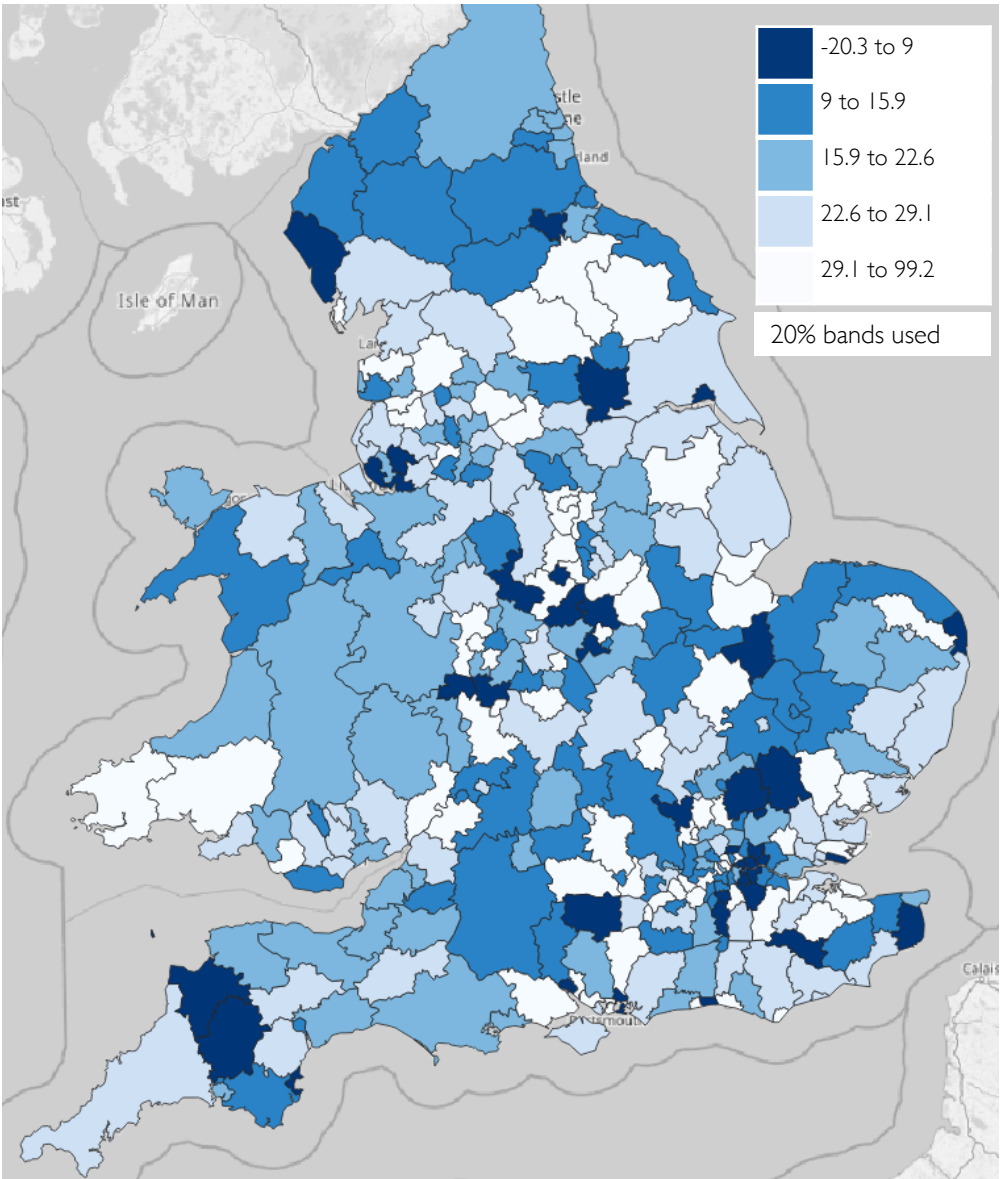 -20.3 to 9
9 to 15.9
15.9 to 22.6
22.6 to 29.1
29.1 to 99.2
20% bands used
Isle of Man
Calais